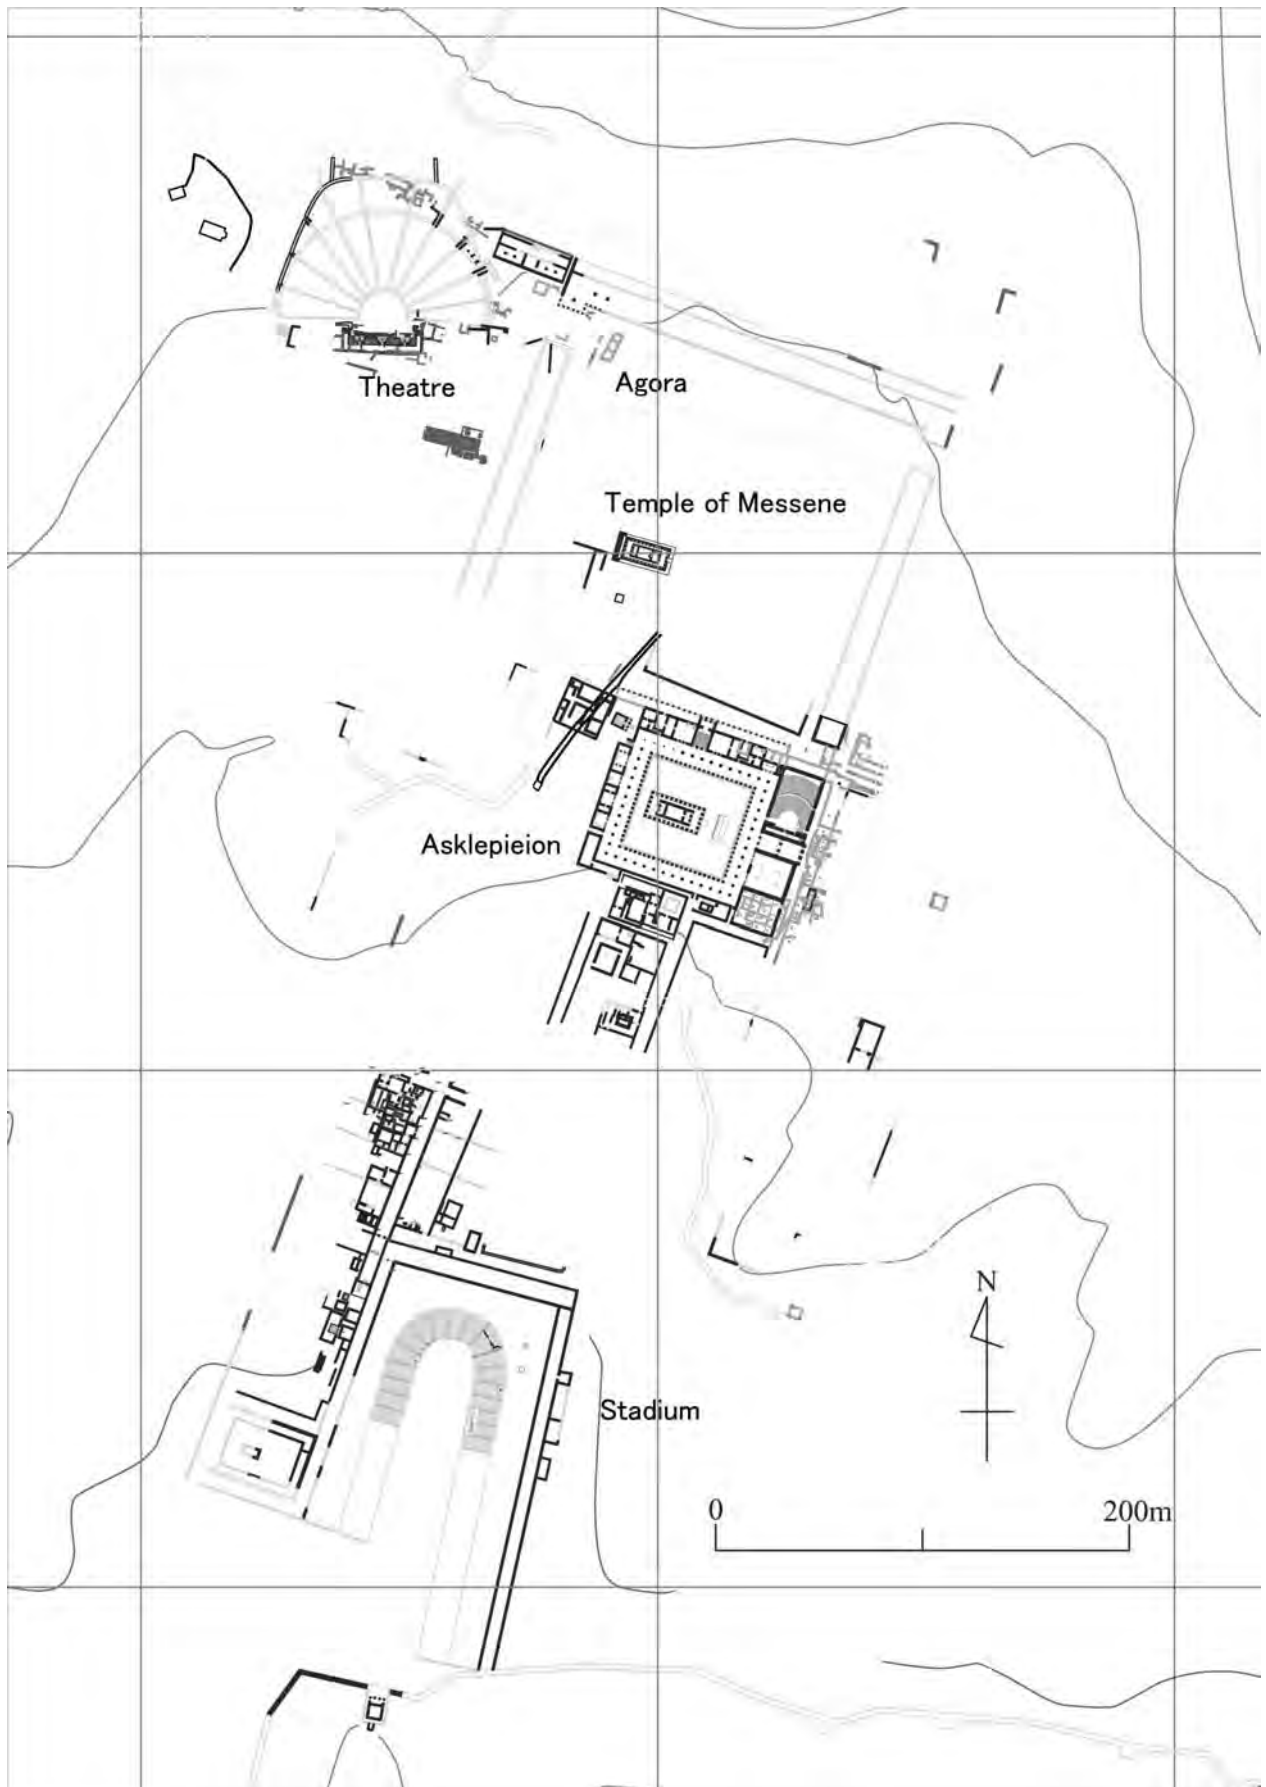 Theatre
Agora
Temple of Messene
Asklepieion
N
Stadium
0
200m